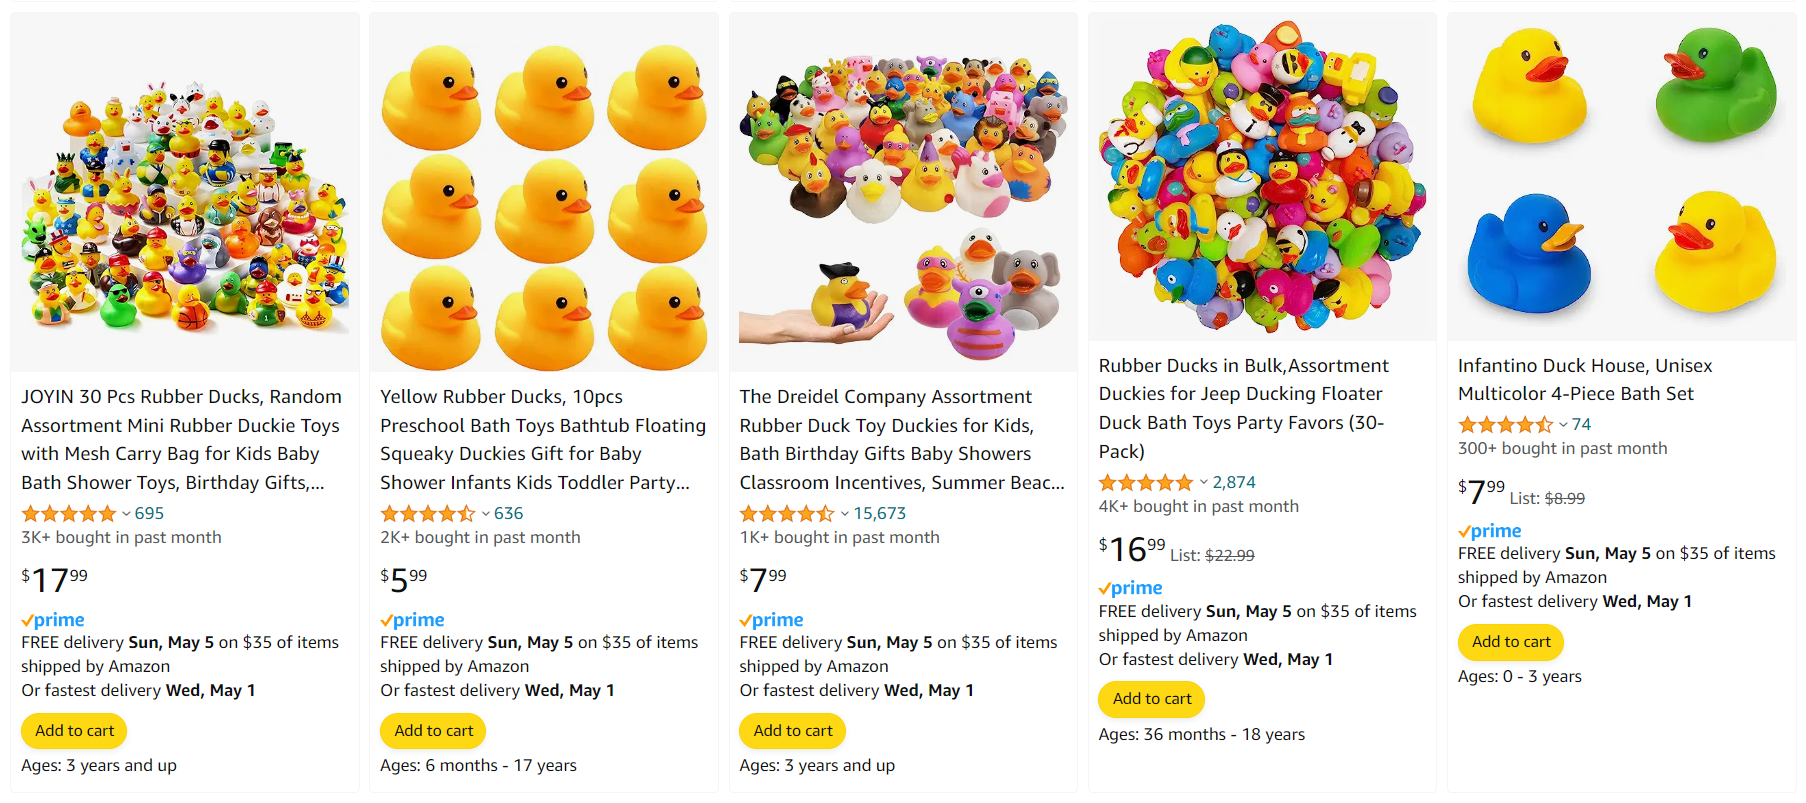 JOYIN 30 Pcs Rubber Ducks, Random
Assortment Mini Rubber Duckie Toys
with Mesh Carry Bag for Kids Baby
Bath Shower Toys, Birthday Gifts,...
695
3K+ bought in past month
$17.99
prime
FREE delivery Sun, May 5 on $35 of items
shipped by Amazon
Or fastest delivery Wed, May 1
Add to cart
Ages: 3 years and up
Yellow Rubber Ducks, 10pcs
Preschool Bath Toys Bathtub Floating
Squeaky Duckies Gift for Baby
Shower Infants Kids Toddler Party...
636
2K+ bought in past month
$5.99
prime
FREE delivery Sun, May 5 on $35 of items
shipped by Amazon
Or fastest delivery Wed, May 1
Add to cart
Ages: 6 months - 17 years
The Dreidel Company Assortment
Rubber Duck Toy Duckies for Kids,
Bath Birthday Gifts Baby Showers
Classroom Incentives, Summer Beac...
15,673
1K+ bought in past month
$7.99
prime
FREE delivery Sun, May 5 on $35 of items
shipped by Amazon
Or fastest delivery Wed, May 1
Add to cart
Ages: 3 years and up
Rubber Ducks in Bulk,Assortment
Duckies for Jeep Ducking Floater
Duck Bath Toys Party Favors (30-
Pack)
2,874
4K+ bought in past month
$16.99 List: $22.99
prime
FREE delivery Sun, May 5 on $35 of items
shipped by Amazon
Or fastest delivery Wed, May 1
Add to cart
Ages: 36 months - 18 years
Infantino Duck House, Unisex
Multicolor 4-Piece Bath Set
74
300+ bought in past month
$7.99 List: $8.99
prime
FREE delivery Sun, May 5 on $35 of items
shipped by Amazon
Or fastest delivery Wed, May 1
Add to cart
Ages: 0 - 3 years